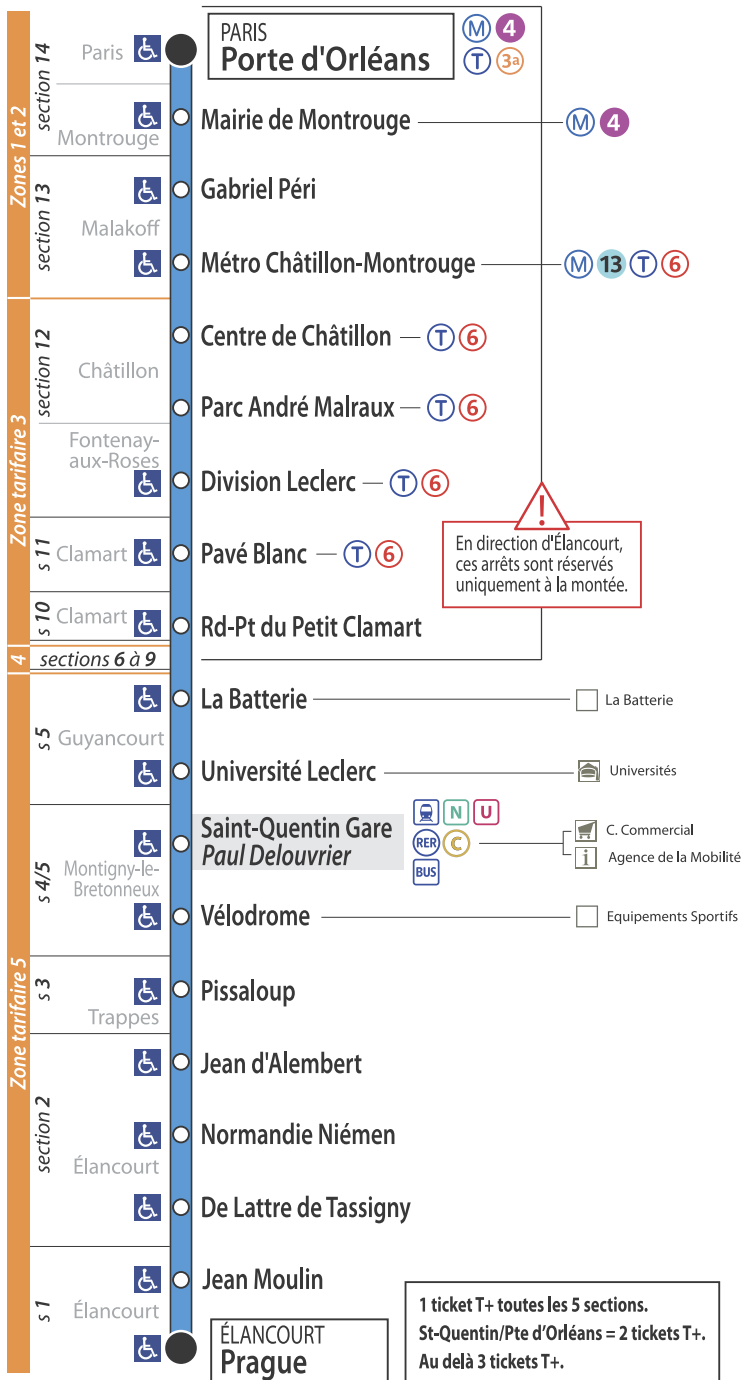 Zones 1 et 2
section 14
Paris
PARIS
Porte d'Orléans
M 4
T 3a
Montrouge
Mairie de Montrouge
M 4
section 13
Malakoff
Gabriel Péri
Métro Châtillon-Montrouge
M 13 T 6
Zone tarifaire 3
section 12
Châtillon
Centre de Châtillon
T 6
Parc André Malraux
T 6
Fontenay-
aux-Roses
Division Leclerc
T 6
!
En direction d'Élancourt,
ces arrêts sont réservés
uniquement à la montée.
s 11
Clamart
Pavé Blanc
T 6
s 10
Clamart
Rd-Pt du Petit Clamart
4
sections 6 à 9
Zone tarifaire 5
s 5
Guyancourt
La Batterie
La Batterie
Université Leclerc
Universités
s 4/5
Montigny-le-
Bretonneux
Saint-Quentin Gare
Paul Delouvrier
N U
RER C
BUS
C. Commercial
i Agence de la Mobilité
Vélodrome
Equipements Sportifs
s 3
Trappes
Pissaloup
section 2
Élancourt
Jean d'Alembert
Normandie Niémen
De Lattre de Tassigny
s 1
Élancourt
Jean Moulin
ÉLANCOURT
Prague
1 ticket T+ toutes les 5 sections.
St-Quentin/Pte d'Orléans = 2 tickets T+.
Au delà 3 tickets T+.